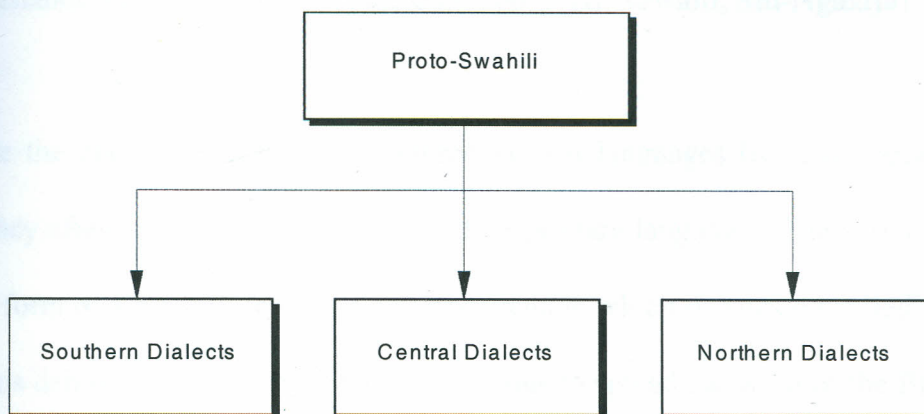 Proto-Swahili
Southern Dialects
Central Dialects
Northern Dialects